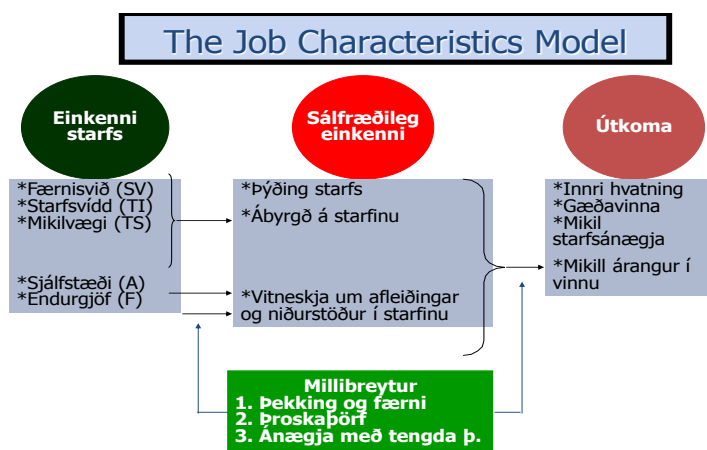 The Job Characteristics Model
Einkenni
starfs
Sálfræðileg
einkenni
Útkoma
*Færnisvið (SV)
*Starfsvídd (TI)
*Mikilvægi (TS)
*Sjálfstæði (A)
*Endurgjöf (F)
*Þýðing starfs
*Ábyrgð á starfinu
*Vitneskja um afleiðingar
og niðurstöður í starfinu
*Innri hvatning
*Gæðavinna
*Mikil
starfsánægja
*Mikill árangur í
vinnu
Millibreytur
1. Þekking og færni
2. Þroskaþörf
3. Ánægja með tengda þ.